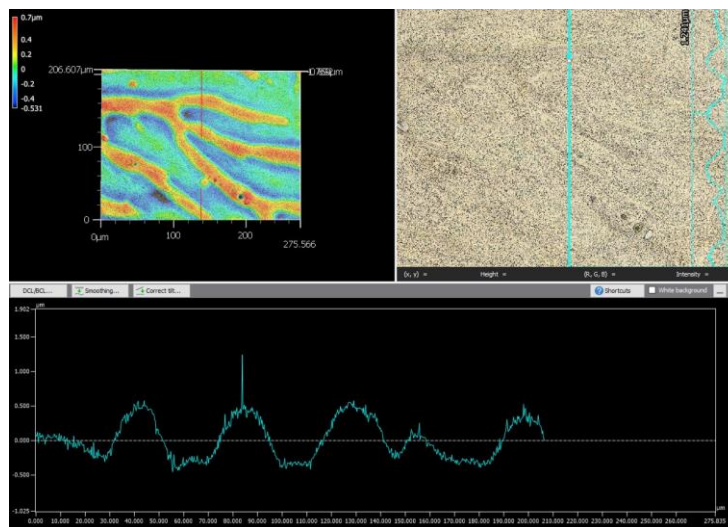 0.7μm
0.4
0.2
0
-0.2
-0.4
-0.531
206.607μm
100
0
0μm
100
200
275.566
1.241μm
(x, y) = Height = (R, G, B) = Intensity =
DCL/BCL... Smoothing... Correct tilt... Shortcuts White background ...
μm
1.902
1.500
1.000
0.500
0.000
-0.500
-1.025
0.000 10.000 20.000 30.000 40.000 50.000 60.000 70.000 80.000 90.000 100.000 110.000 120.000 130.000 140.000 150.000 160.000 170.000 180.000 190.000 200.000 210.000 220.000 230.000 240.000 250.000 260.000
μm